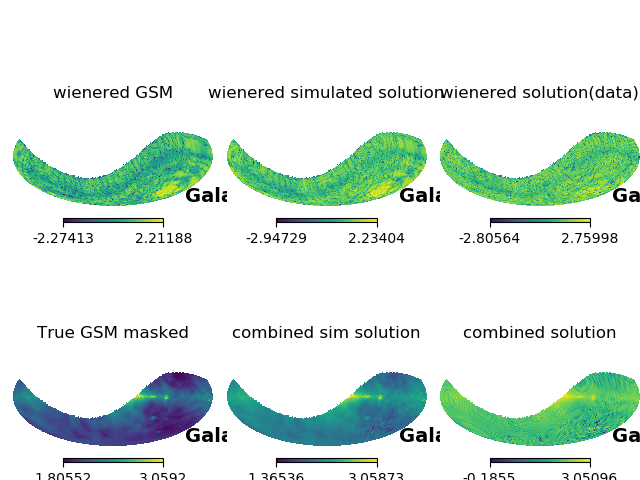 wienered GSM
wienered simulated solution
wienered solution(data)
Gala
Gala
Ga
-2.27413 2.21188
-2.94729 2.23404
-2.80564 2.75998
True GSM masked
combined sim solution
combined solution
Gala
Gala
Ga
1.80552 3.0592
1.36536 3.05873
-0.1855 3.05096